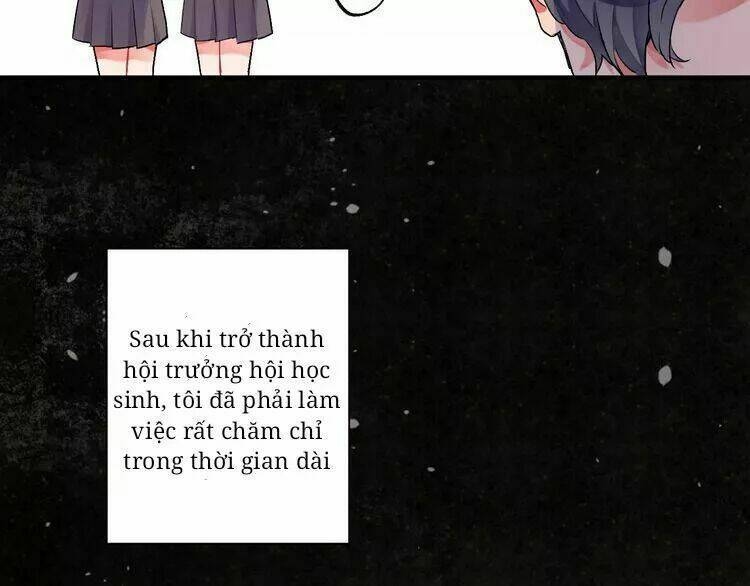 Sau khi trở thành
hội trưởng hội học
sinh, tôi đã phải làm
việc rất chăm chỉ
trong thời gian dài